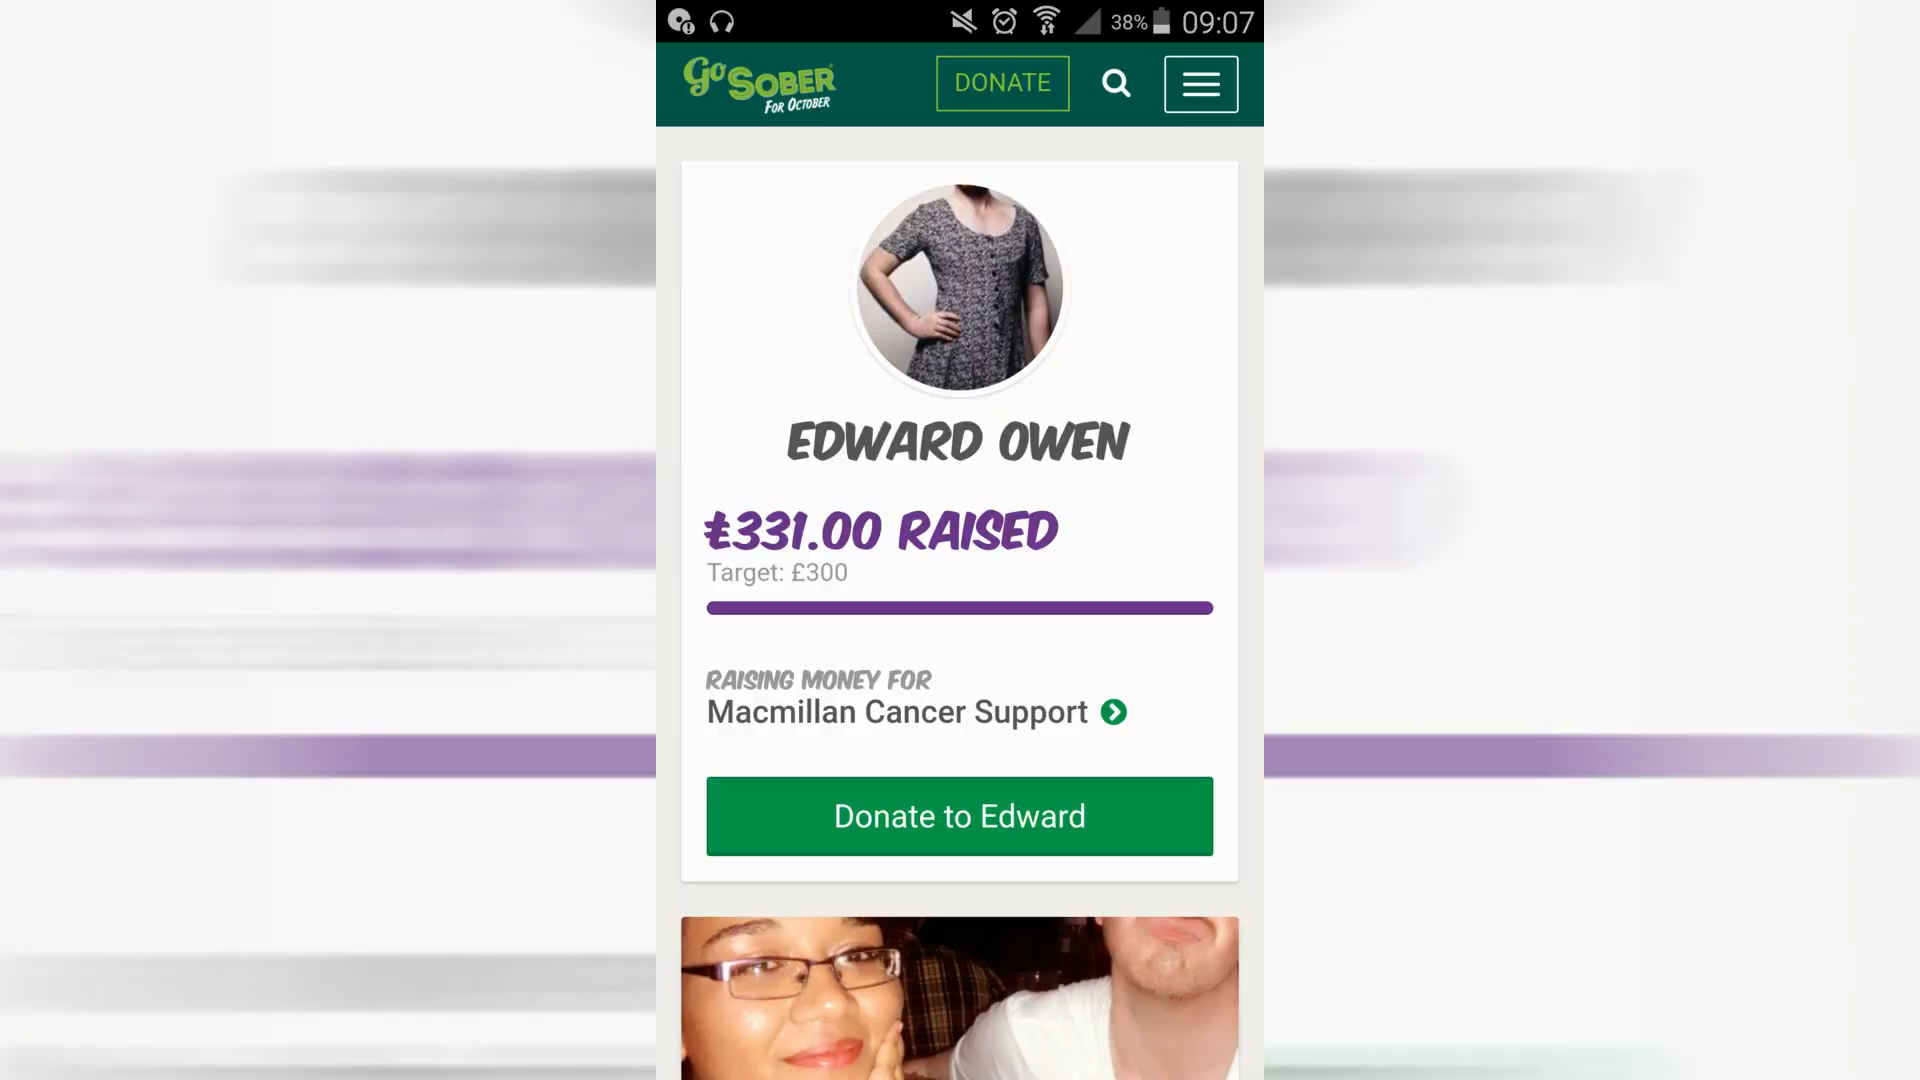 38% 09:07
Go SOBER
FOR OCTOBER
DONATE
EDWARD OWEN
£331.00 RAISED
Target: £300
RAISING MONEY FOR
Macmillan Cancer Support
Donate to Edward